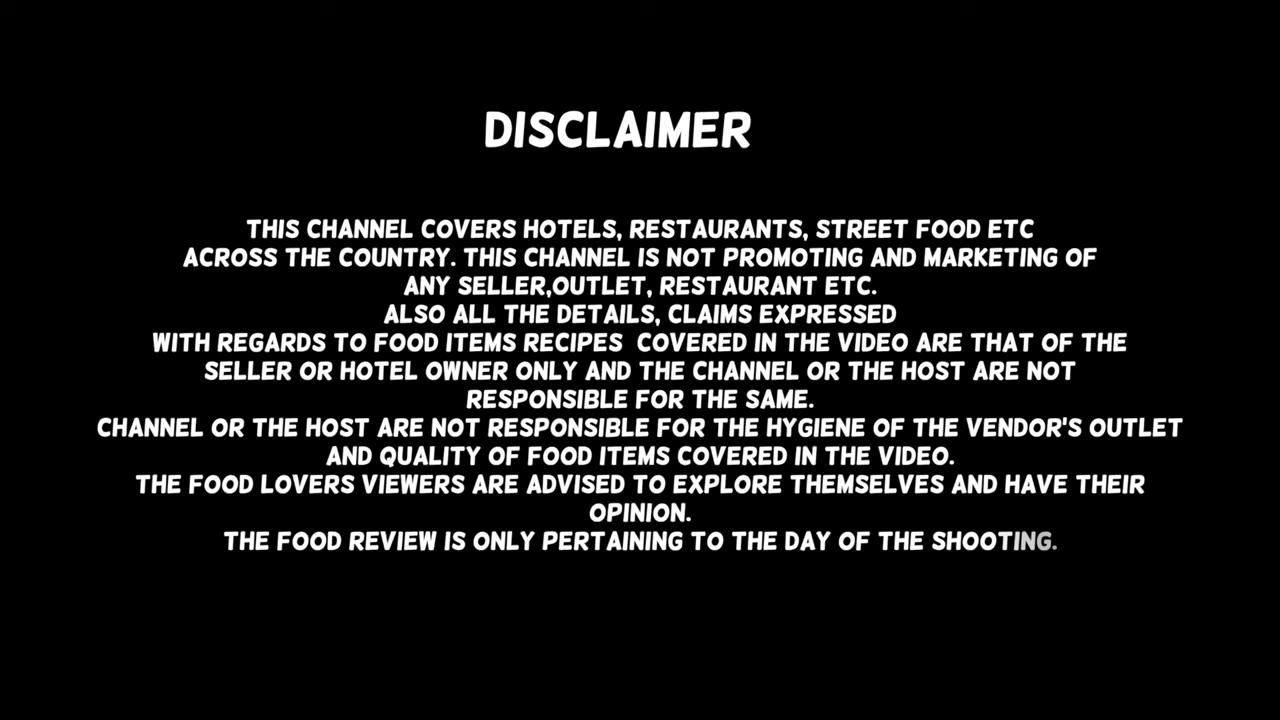 DISCLAIMER
THIS CHANNEL COVERS HOTELS, RESTAURANTS, STREET FOOD ETC
ACROSS THE COUNTRY. THIS CHANNEL IS NOT PROMOTING AND MARKETING OF
ANY SELLER,OUTLET, RESTAURANT ETC.
ALSO ALL THE DETAILS, CLAIMS EXPRESSED
WITH REGARDS TO FOOD ITEMS RECIPES  COVERED IN THE VIDEO ARE THAT OF THE
SELLER OR HOTEL OWNER ONLY AND THE CHANNEL OR THE HOST ARE NOT
RESPONSIBLE FOR THE SAME.
CHANNEL OR THE HOST ARE NOT RESPONSIBLE FOR THE HYGIENE OF THE VENDOR'S OUTLET
AND QUALITY OF FOOD ITEMS COVERED IN THE VIDEO.
THE FOOD LOVERS VIEWERS ARE ADVISED TO EXPLORE THEMSELVES AND HAVE THEIR
OPINION.
THE FOOD REVIEW IS ONLY PERTAINING TO THE DAY OF THE SHOOTING.